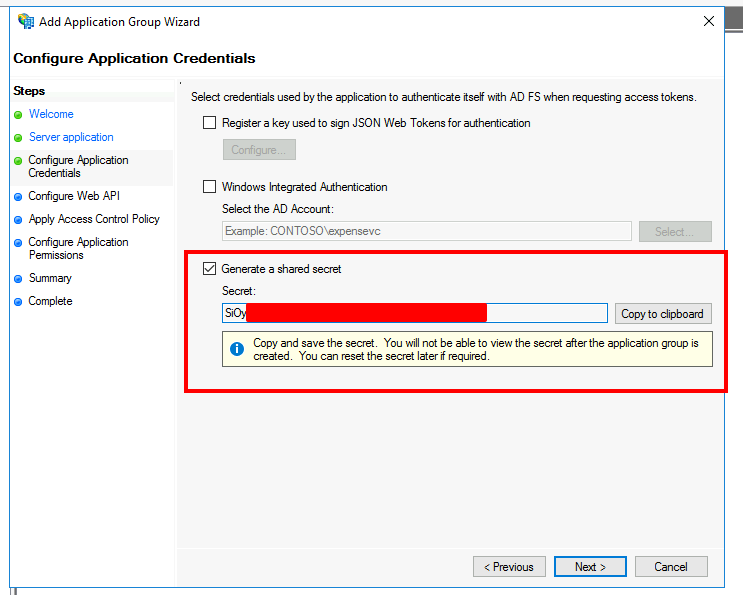 Add Application Group Wizard
Configure Application Credentials
Steps
Welcome
Server application
Configure Application
Credentials
Configure Web API
Apply Access Control Policy
Configure Application
Permissions
Summary
Complete
Select credentials used by the application to authenticate itself with AD FS when requesting access tokens.
Register a key used to sign JSON Web Tokens for authentication
Configure...
Windows Integrated Authentication
Select the AD Account:
Example: CONTOSO\expensevc
Select...
Generate a shared secret
Secret:
SiOy
Copy to clipboard
Copy and save the secret. You will not be able to view the secret after the application group is
created. You can reset the secret later if required.
< Previous
Next >
Cancel